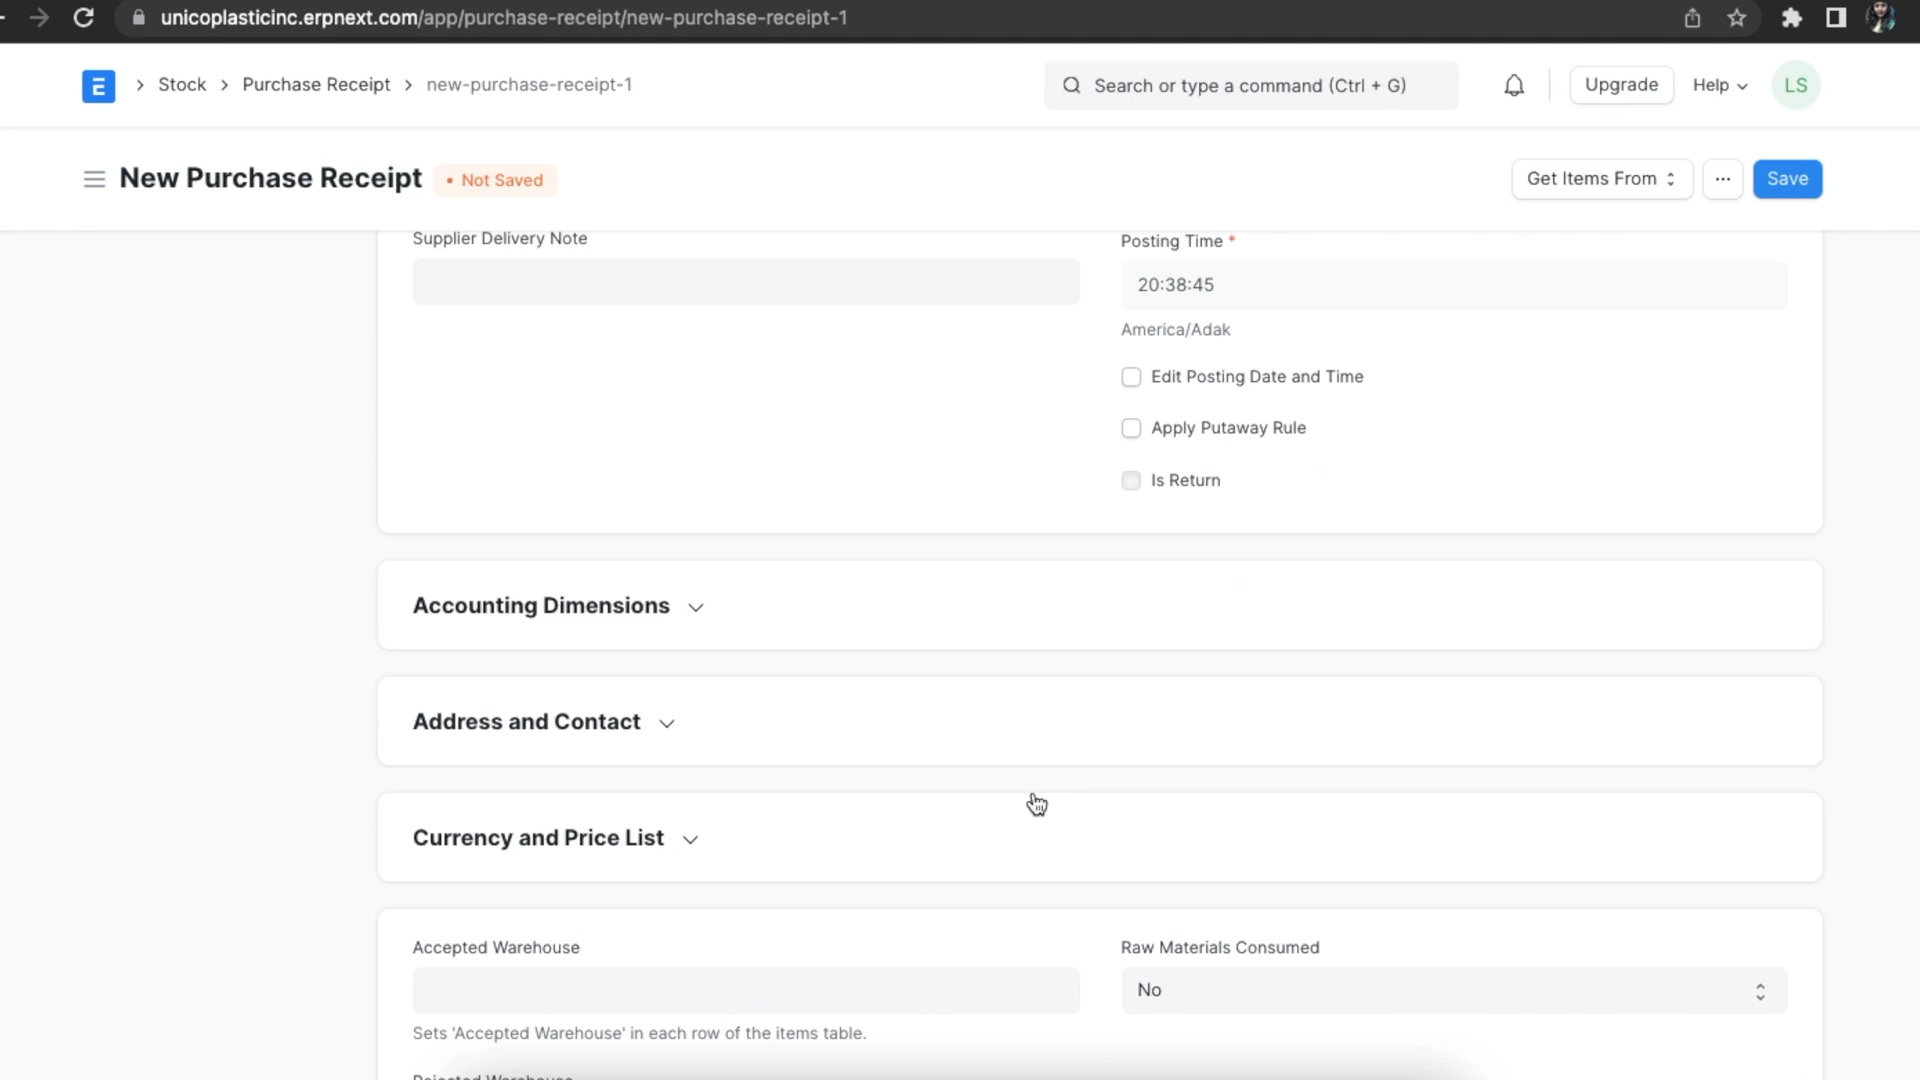 unicoplasticinc.erpnext.com/app/purchase-receipt/new-purchase-receipt-1
E > Stock > Purchase Receipt > new-purchase-receipt-1
Search or type a command (Ctrl + G)
Upgrade
Help
LS
New Purchase Receipt
• Not Saved
Get Items From
...
Save
Supplier Delivery Note
Posting Time *
20:38:45
America/Adak
Edit Posting Date and Time
Apply Putaway Rule
Is Return
Accounting Dimensions
Address and Contact
Currency and Price List
Accepted Warehouse
Raw Materials Consumed
No
Sets 'Accepted Warehouse' in each row of the items table.